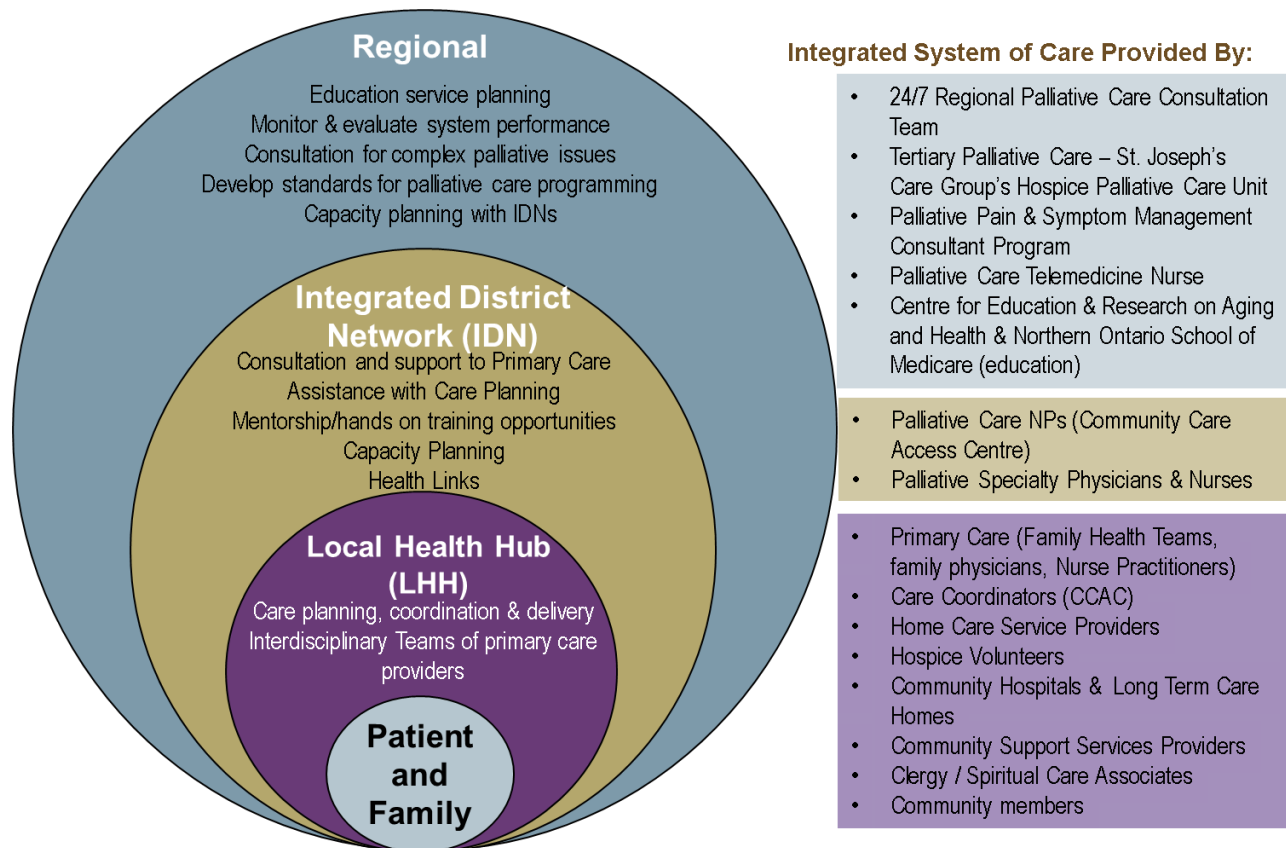 Regional
Education service planning
Monitor & evaluate system performance
Consultation for complex palliative issues
Develop standards for palliative care programming
Capacity planning with IDNs
Integrated District
Network (IDN)
Consultation and support to Primary Care
Assistance with Care Planning
Mentorship/hands on training opportunities
Capacity Planning
Health Links
Local Health Hub
(LHH)
Care planning, coordination & delivery
Interdisciplinary Teams of primary care
providers
Patient
and
Family
Integrated System of Care Provided By:
• 24/7 Regional Palliative Care Consultation
Team
• Tertiary Palliative Care – St. Joseph's
Care Group's Hospice Palliative Care Unit
• Palliative Pain & Symptom Management
Consultant Program
• Palliative Care Telemedicine Nurse
• Centre for Education & Research on Aging
and Health & Northern Ontario School of
Medicare (education)
• Palliative Care NPs (Community Care
Access Centre)
• Palliative Specialty Physicians & Nurses
• Primary Care (Family Health Teams,
family physicians, Nurse Practitioners)
• Care Coordinators (CCAC)
• Home Care Service Providers
• Hospice Volunteers
• Community Hospitals & Long Term Care
Homes
• Community Support Services Providers
• Clergy / Spiritual Care Associates
• Community members